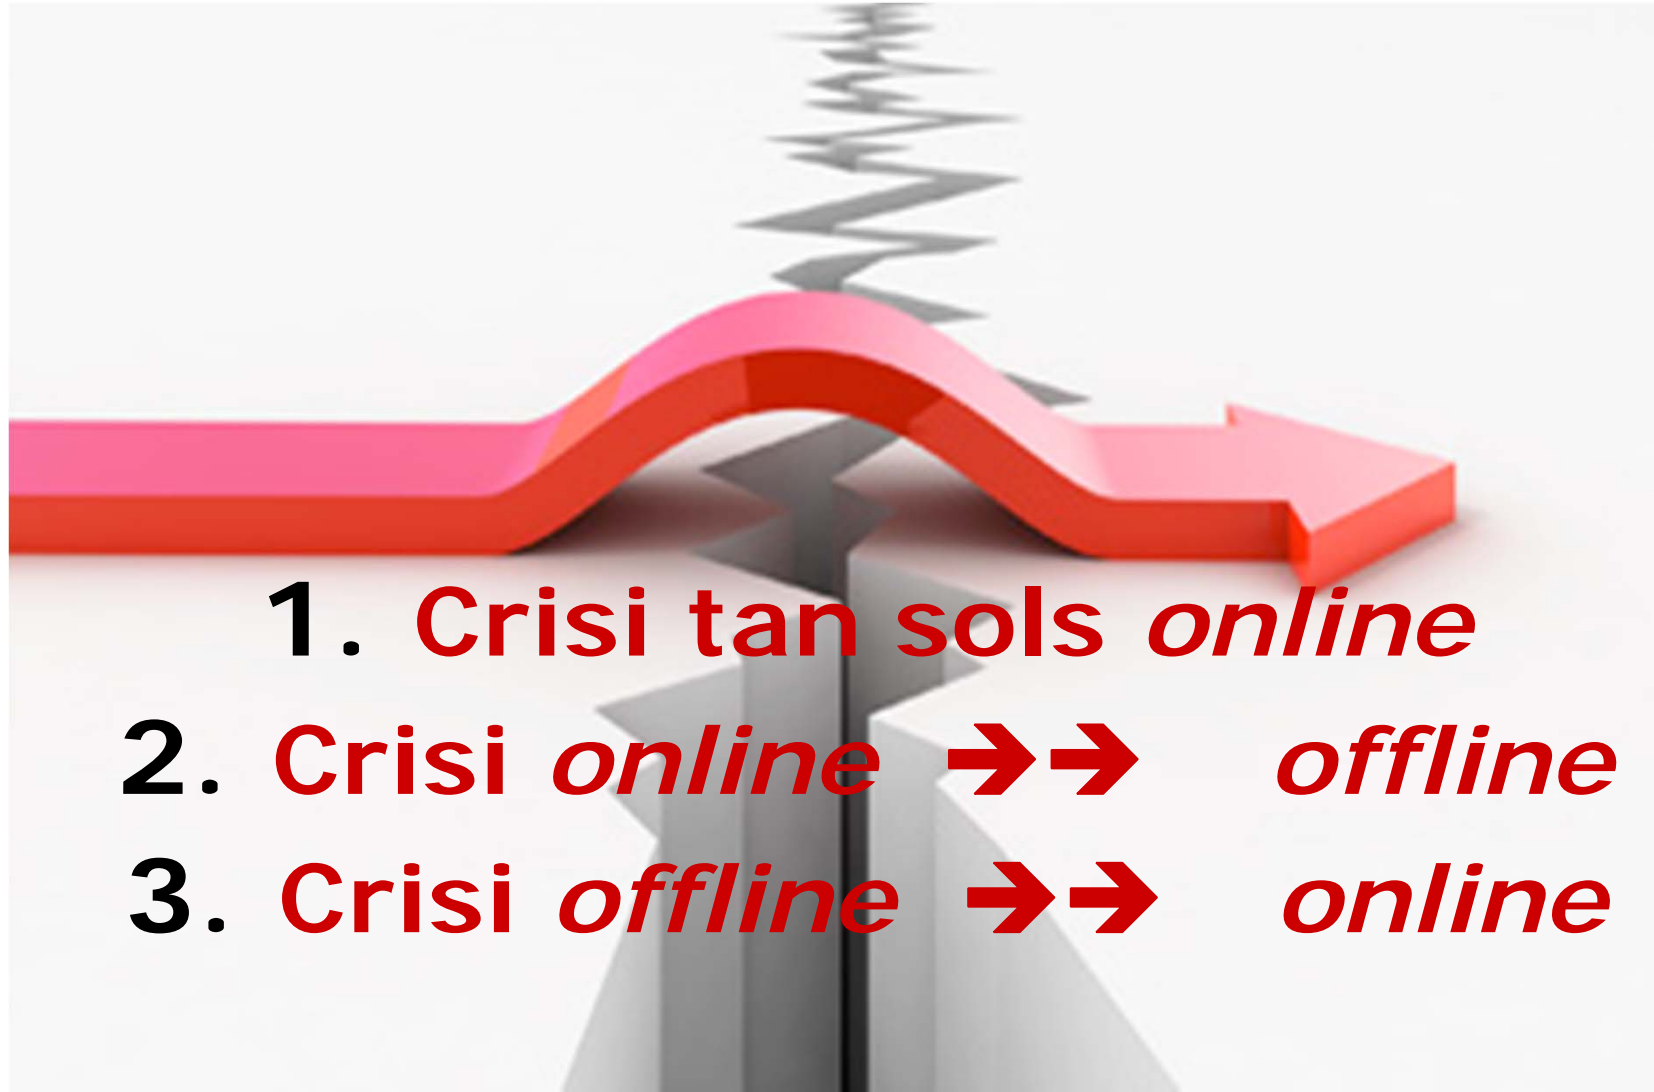 1. Crisi tan sols online
2. Crisi online ➔➔ offline
3. Crisi offline ➔➔ online